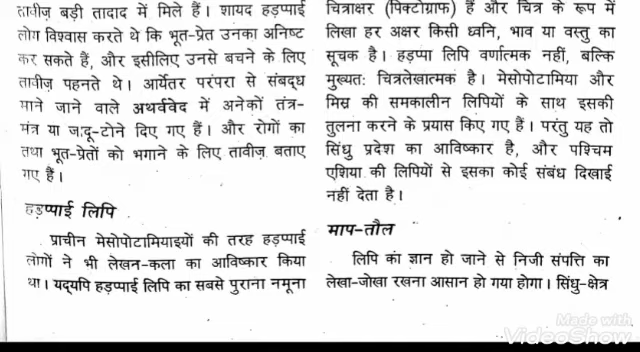 तावीज़ बड़ी तादाद में मिले हैं। शायद हड़प्पाई
लोग विश्वास करते थे कि भूत-प्रेत उनका अनिष्ट
कर सकते हैं, और इसीलिए उनसे बचने के लिए
तावीज़ पहनते थे। आर्येतर परंपरा से संबद्ध
माने जाने वाले अथर्ववेद में अनेकों तंत्र-
मंत्र या जादू-टोने दिए गए हैं। और रोगों का
तथा भूत-प्रेतों को भगाने के लिए तावीज़ बताए
गए हैं।
हड़प्पाई लिपि
प्राचीन मेसोपोटामियाइयों की तरह हड़प्पाई
लोगों ने भी लेखन-कला का आविष्कार किया
था। यद्यपि हड़प्पाई लिपि का सबसे पुराना नमूना
चित्राक्षर (पिक्टोग्राफ) हैं और चित्र के रूप में
लिखा हर अक्षर किसी ध्वनि, भाव या वस्तु का
सूचक है। हड़प्पा लिपि वर्णात्मक नहीं, बल्कि
मुख्यतः चित्रलेखात्मक है। मेसोपोटामिया और
मिस्र की समकालीन लिपियों के साथ इसकी
तुलना करने के प्रयास किए गए हैं। परंतु यह तो
सिंधु प्रदेश का आविष्कार है, और पश्चिम
एशिया की लिपियों से इसका कोई संबंध दिखाई
नहीं देता है।
माप-तौल
लिपि का ज्ञान हो जाने से निजी संपत्ति का
लेखा-जोखा रखना आसान हो गया होगा। सिंधु-क्षेत्र
Made with
VideoShow